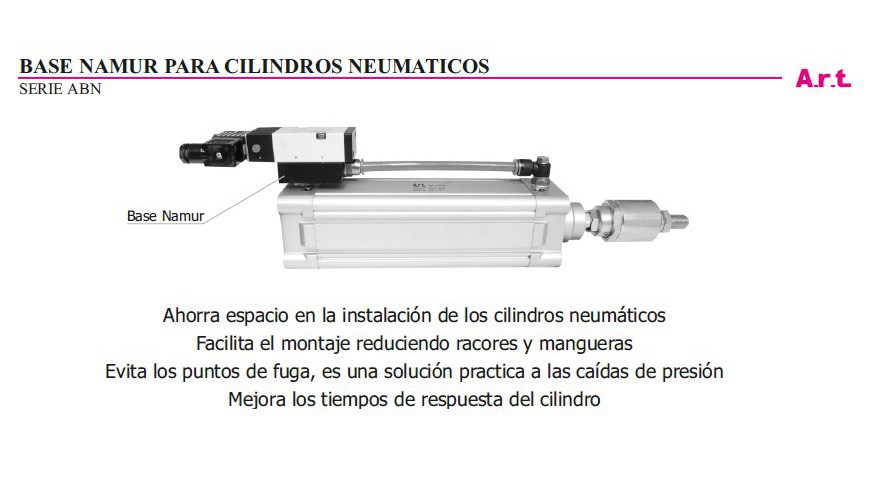 BASE NAMUR PARA CILINDROS NEUMATICOS
SERIE ABN
A.r.t.
A.r.t.
Base Namur
Ahorra espacio en la instalación de los cilindros neumáticos
Facilita el montaje reduciendo racores y mangueras
Evita los puntos de fuga, es una solución practica a las caídas de presión
Mejora los tiempos de respuesta del cilindro